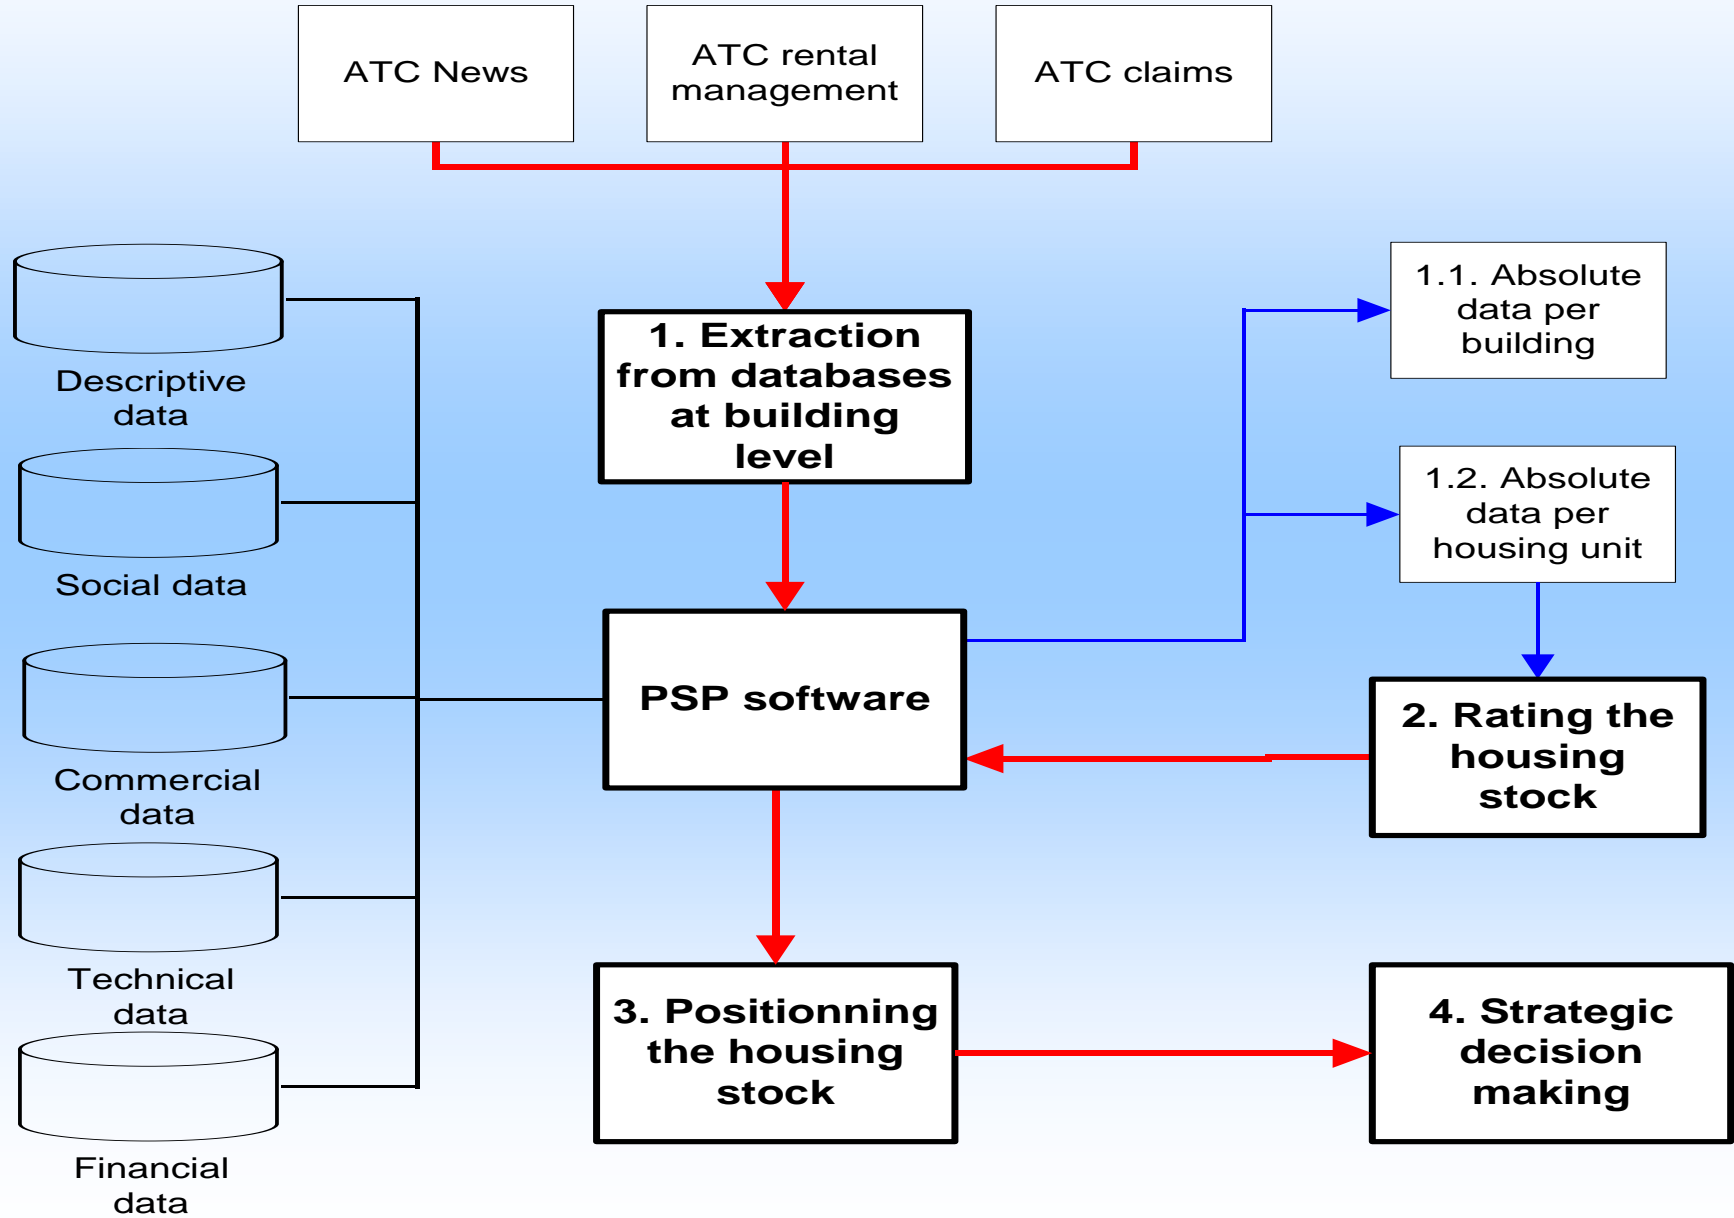 ATC News
ATC rental
management
ATC claims
Descriptive
data
Social data
Commercial
data
Technical
data
Financial
data
1. Extraction
from databases
at building
level
PSP software
1.1. Absolute
data per
building
1.2. Absolute
data per
housing unit
2. Rating the
housing
stock
3. Positionning
the housing
stock
4. Strategic
decision
making